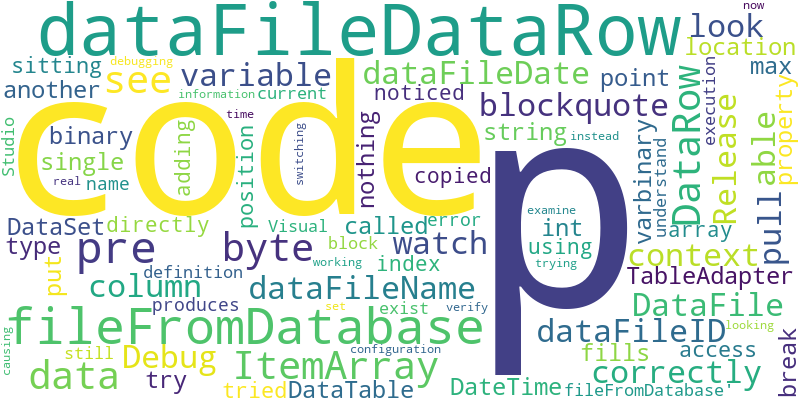 dataFileDataRow
now
look
location
sitting
debugging
see
variable
dataFileDate
point
max
another
information
current
noticed
blockquote
Studio
binary
time
switching
code
nothing
string
instead
varbinary
understand
execution
DataRow
Release
able
property
single
adding
position
real
name
copied
p
examine
DataSet
directly
Visual
called
error
int
array
type
pre
byte
block
watch
using
trying
context
pull
put
column
definition
working
index
TableAdapter
produces
dataFileName
exist
DataFile
fileFromDatabase
set
verify
dataFileID
looking
causing
still
Debug
configuration
ItemArray
fills
access
break
data
try
tried
DataTable
DateTime
correctly
fileFromDatabase'